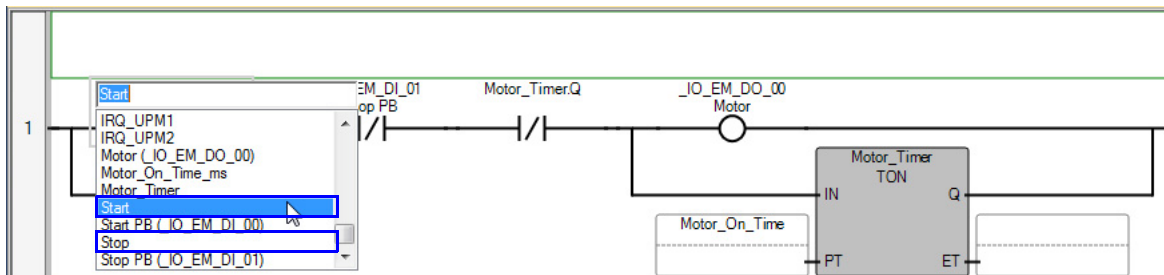 Start
EM_DI_01
Motor_Timer.Q
_IO_EM_DO_00
op PB
Motor
1
IRQ_UPM1
IRQ_UPM2
Motor (_IO_EM_DO_00)
Motor_On_Time_ms
Motor_Timer
Start
Start PB (_IO_EM_DI_00)
Stop
Stop PB (_IO_EM_DI_01)
Motor_Timer
TON
IN
Q
Motor_On_Time
PT
ET